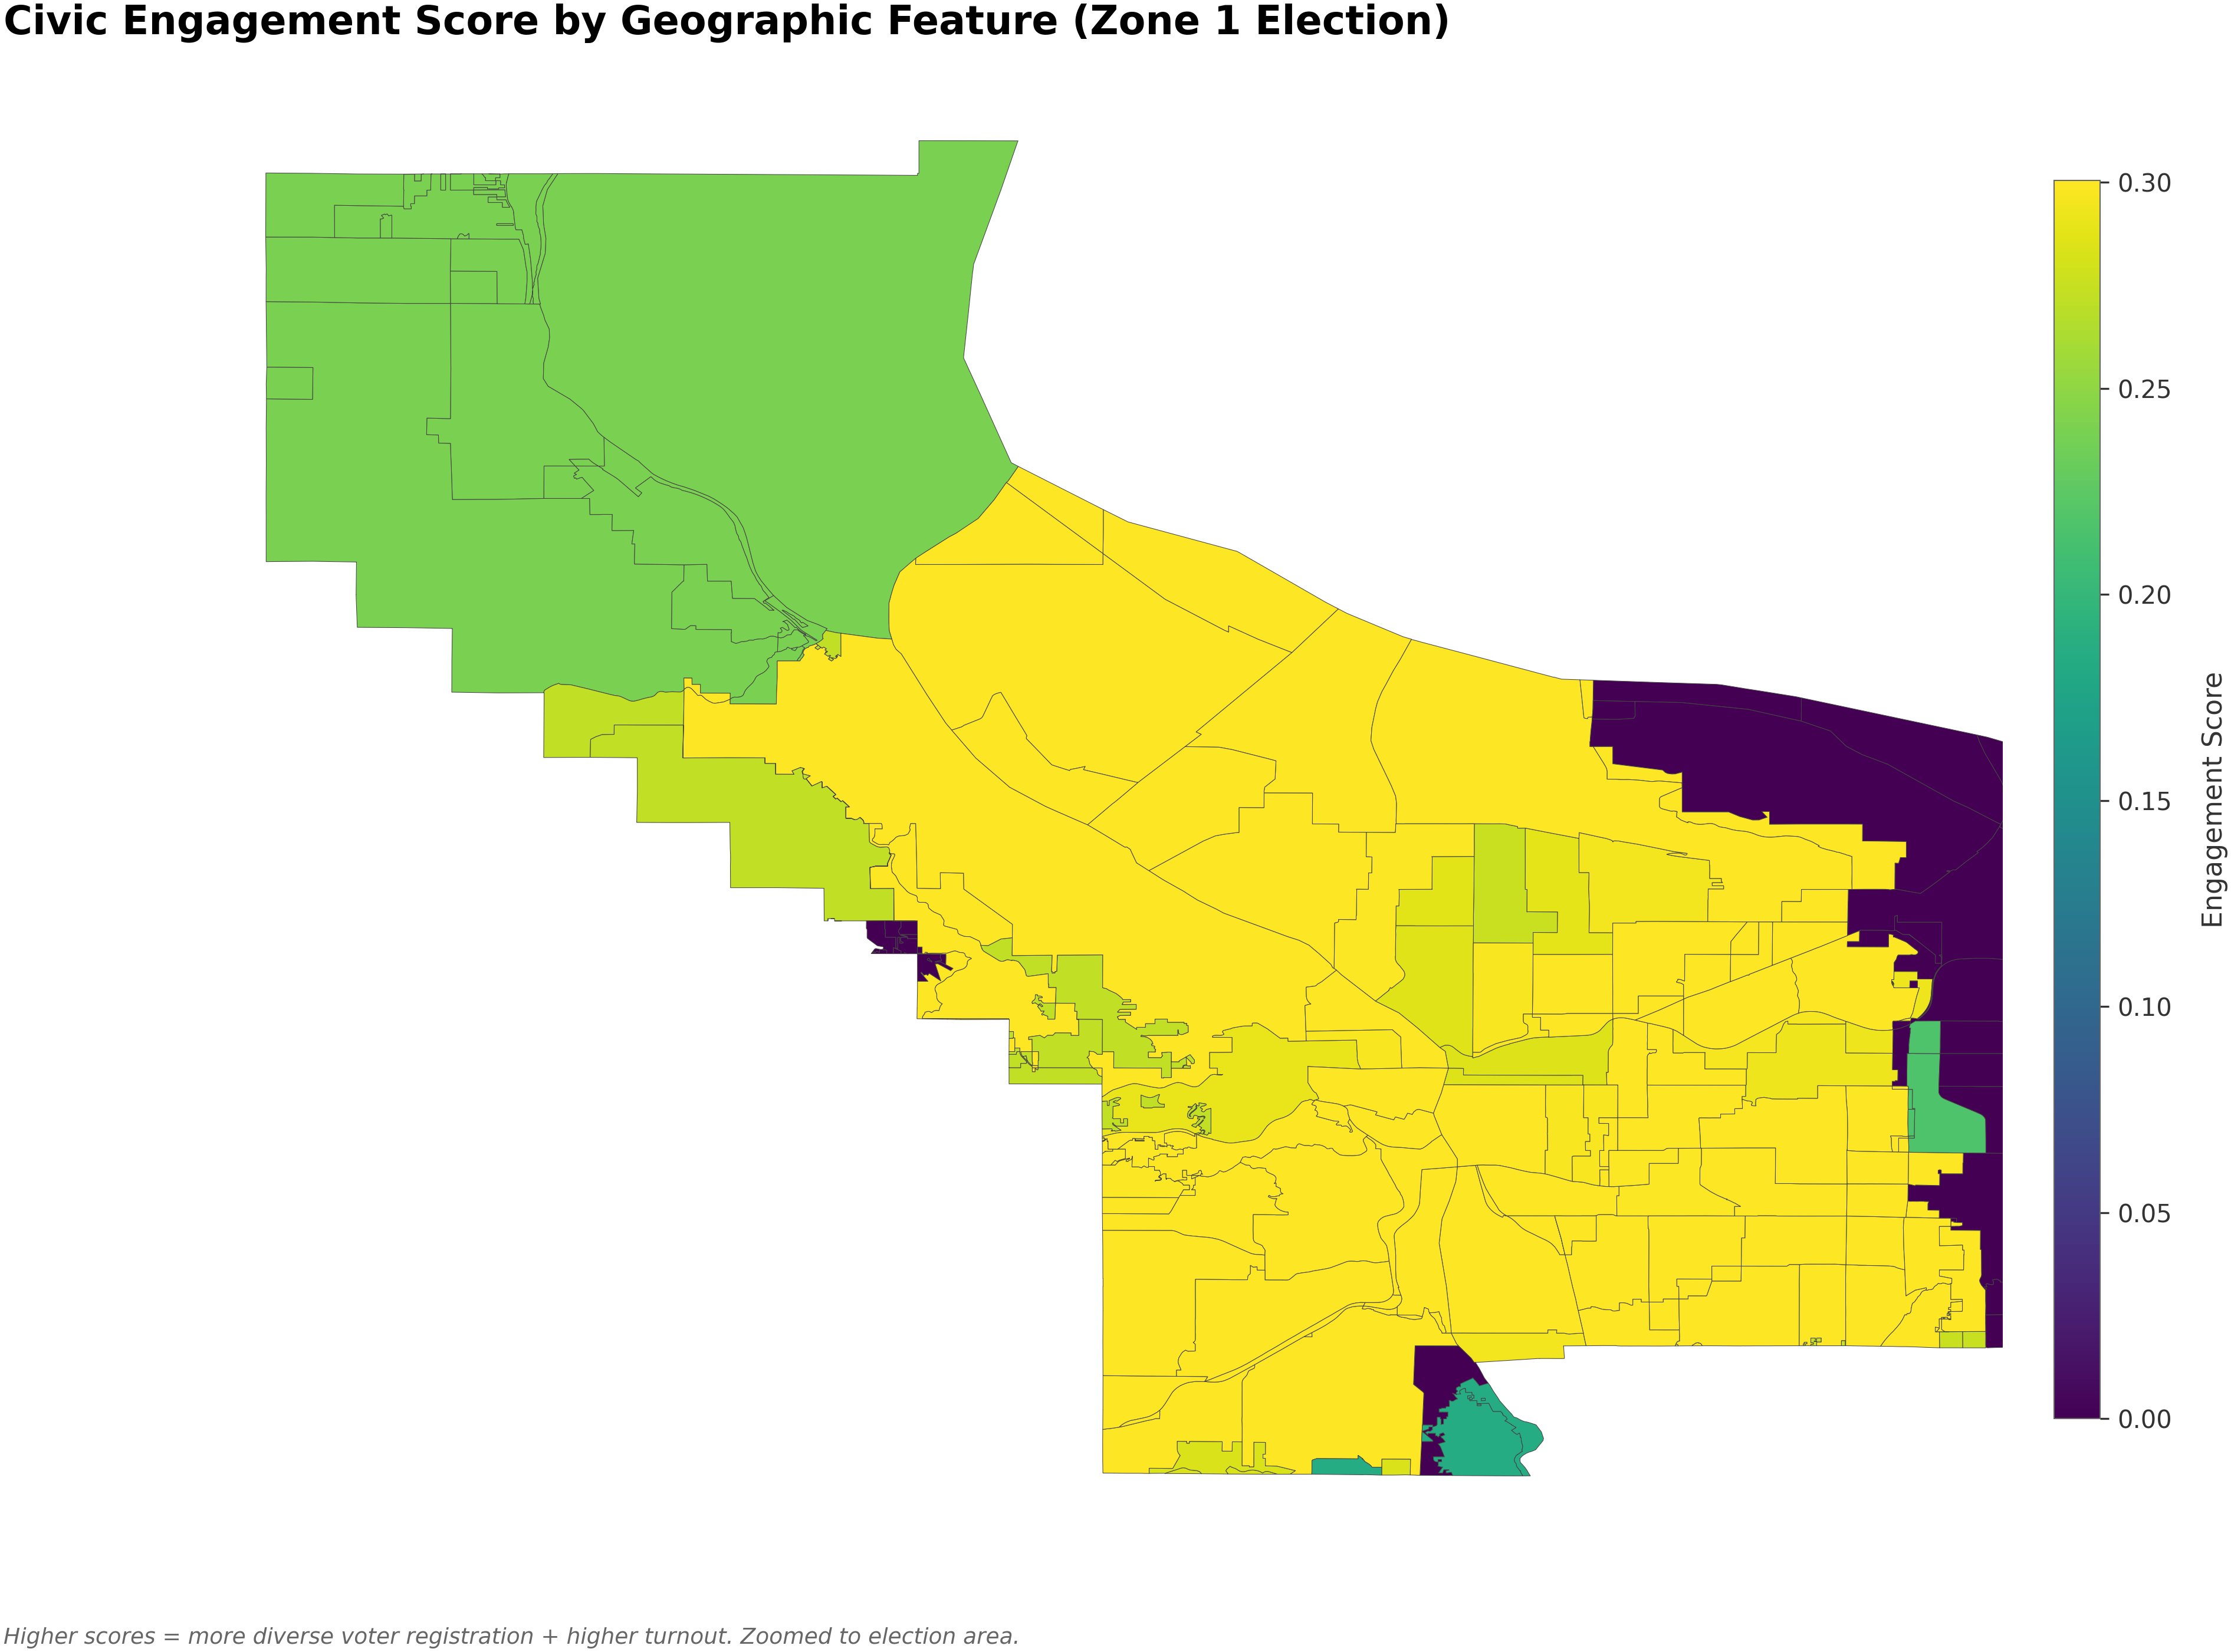 Civic Engagement Score by Geographic Feature (Zone 1 Election)
0.30
0.25
0.20
0.15
0.10
0.05
0.00
Engagement Score
Higher scores = more diverse voter registration + higher turnout. Zoomed to election area.